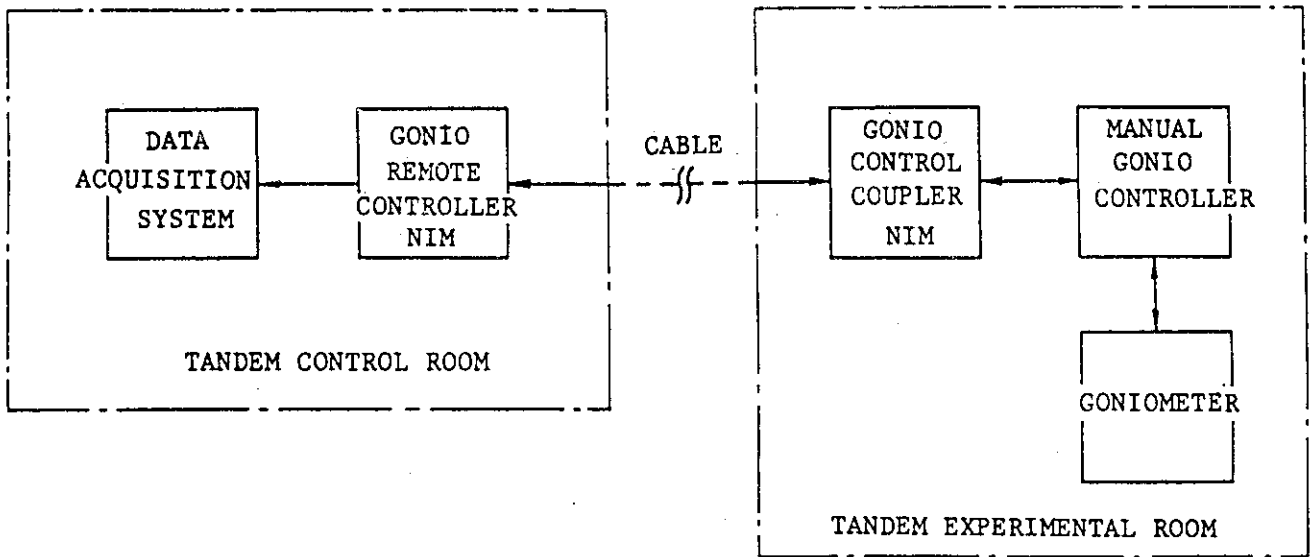 DATA
ACQUISITION
SYSTEM
GONIO
REMOTE
CONTROLLER
NIM
TANDEM CONTROL ROOM
CABLE
GONIO
CONTROL
COUPLER
NIM
MANUAL
GONIO
CONTROLLER
GONIOMETER
TANDEM EXPERIMENTAL ROOM